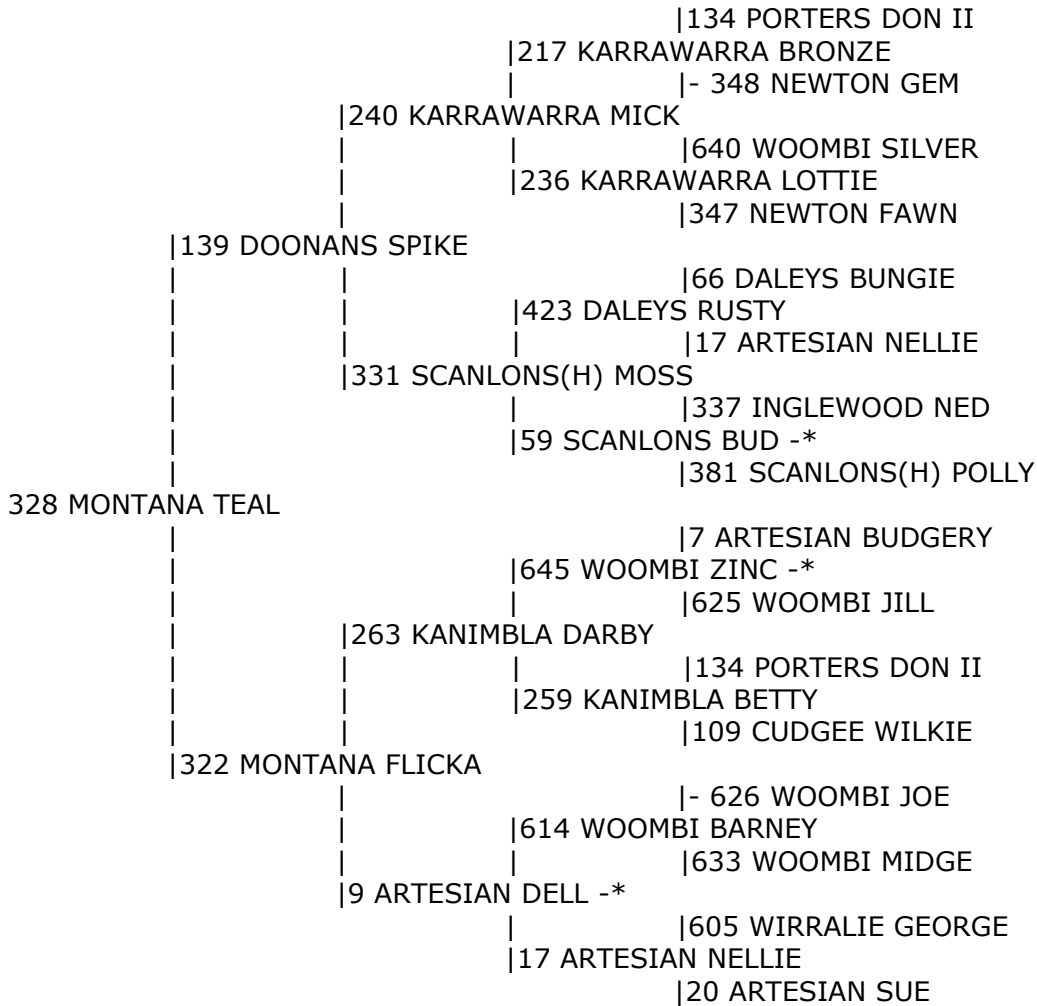 |134 PORTERS DON II
|217 KARRAWARRA BRONZE
| |- 348 NEWTON GEM
|240 KARRAWARRA MICK
| | |640 WOOMBI SILVER
| |236 KARRAWARRA LOTTIE
| |347 NEWTON FAWN
|139 DOONANS SPIKE
| | |66 DALEYS BUNGIE
| | |423 DALEYS RUSTY
| | | |17 ARTESIAN NELLIE
| |331 SCANLONS(H) MOSS
| | |337 INGLEWOOD NED
| |59 SCANLONS BUD -*
| |381 SCANLONS(H) POLLY
328 MONTANA TEAL
| |7 ARTESIAN BUDGERY
| |645 WOOMBI ZINC -*
| | |625 WOOMBI JILL
| |263 KANIMBLA DARBY
| | | |134 PORTERS DON II
| | |259 KANIMBLA BETTY
| | |109 CUDGEE WILKIE
|322 MONTANA FLICKA
| |- 626 WOOMBI JOE
| |614 WOOMBI BARNEY
| | |633 WOOMBI MIDGE
|9 ARTESIAN DELL -*
| |605 WIRRALIE GEORGE
|17 ARTESIAN NELLIE
|20 ARTESIAN SUE